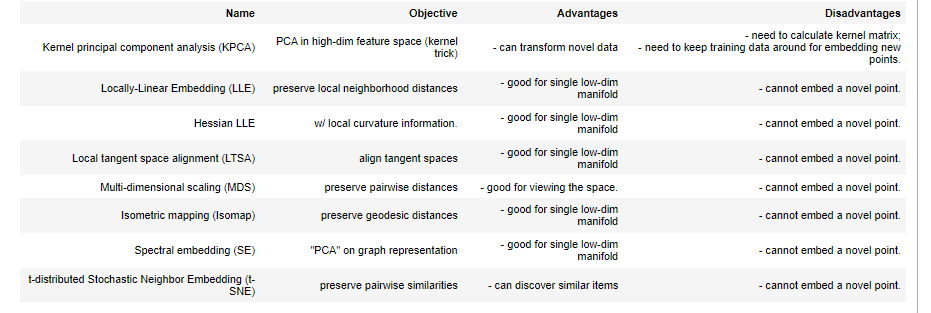 Name Objective Advantages Disadvantages
Kernel principal component analysis (KPCA) PCA in high-dim feature space (kernel trick) - can transform novel data - need to calculate kernel matrix;
- need to keep training data around for embedding new points.
Locally-Linear Embedding (LLE) preserve local neighborhood distances - good for single low-dim manifold - cannot embed a novel point.
Hessian LLE w/ local curvature information. - good for single low-dim manifold - cannot embed a novel point.
Local tangent space alignment (LTSA) align tangent spaces - good for single low-dim manifold - cannot embed a novel point.
Multi-dimensional scaling (MDS) preserve pairwise distances - good for viewing the space. - cannot embed a novel point.
Isometric mapping (Isomap) preserve geodesic distances - good for single low-dim manifold - cannot embed a novel point.
Spectral embedding (SE) "PCA" on graph representation - good for single low-dim manifold - cannot embed a novel point.
t-distributed Stochastic Neighbor Embedding (t-SNE) preserve pairwise similarities - can discover similar items - cannot embed a novel point.